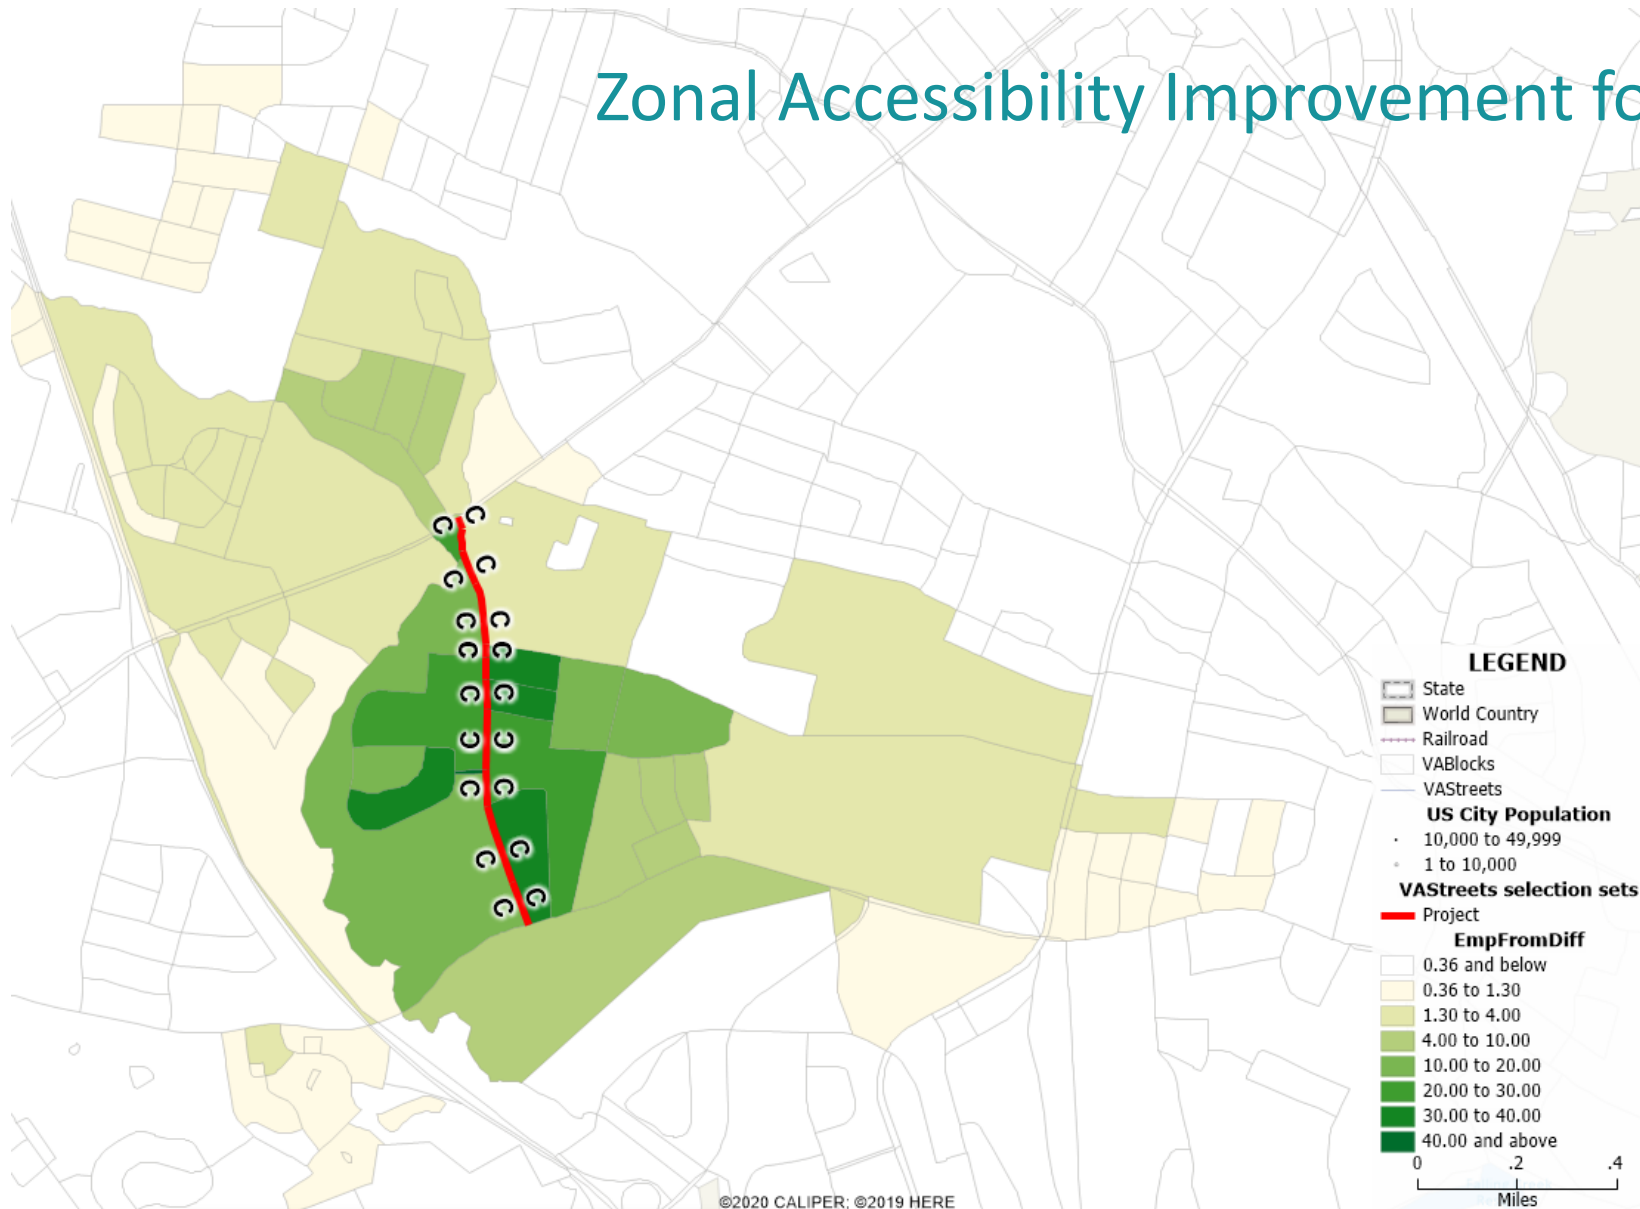 Zonal Accessibility Improvement fo
C C
C C
C C
C C
C C
C C
C C
C C
C C
LEGEND
State
World Country
Railroad
VABlocks
VAStreets
US City Population
10,000 to 49,999
1 to 10,000
VAStreets selection sets
Project
EmpFromDiff
0.36 and below
0.36 to 1.30
1.30 to 4.00
4.00 to 10.00
10.00 to 20.00
20.00 to 30.00
30.00 to 40.00
40.00 and above
0 .2 .4
Miles
©2020 CALIPER; ©2019 HERE